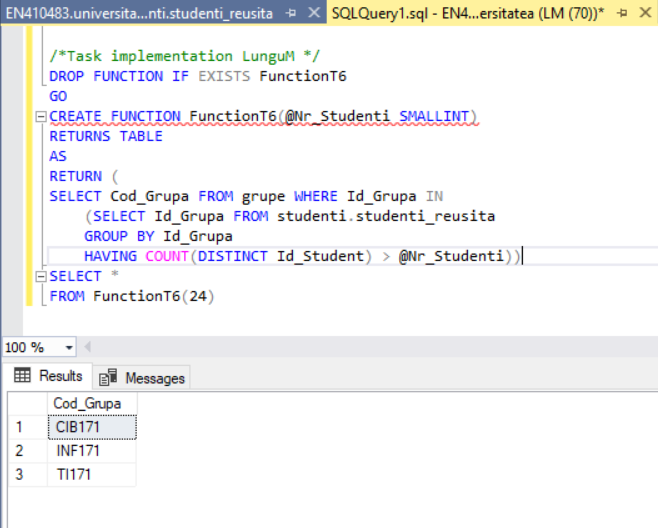 EN410483.universita...nti.studenti_reusita
SQLQuery1.sql - EN4...ersitatea (LM (70))*
/*Task implementation LunguM */
DROP FUNCTION IF EXISTS FunctionT6
GO
CREATE FUNCTION FunctionT6(@Nr_Studenti SMALLINT)
RETURNS TABLE
AS
RETURN (
SELECT Cod_Grupa FROM grupe WHERE Id_Grupa IN
(SELECT Id_Grupa FROM studenti.studenti_reusita
GROUP BY Id_Grupa
HAVING COUNT(DISTINCT Id_Student) > @Nr_Studenti))
SELECT *
FROM FunctionT6(24)
100 %
Results
Messages
Cod_Grupa
1 CIB171
2 INF171
3 TI171